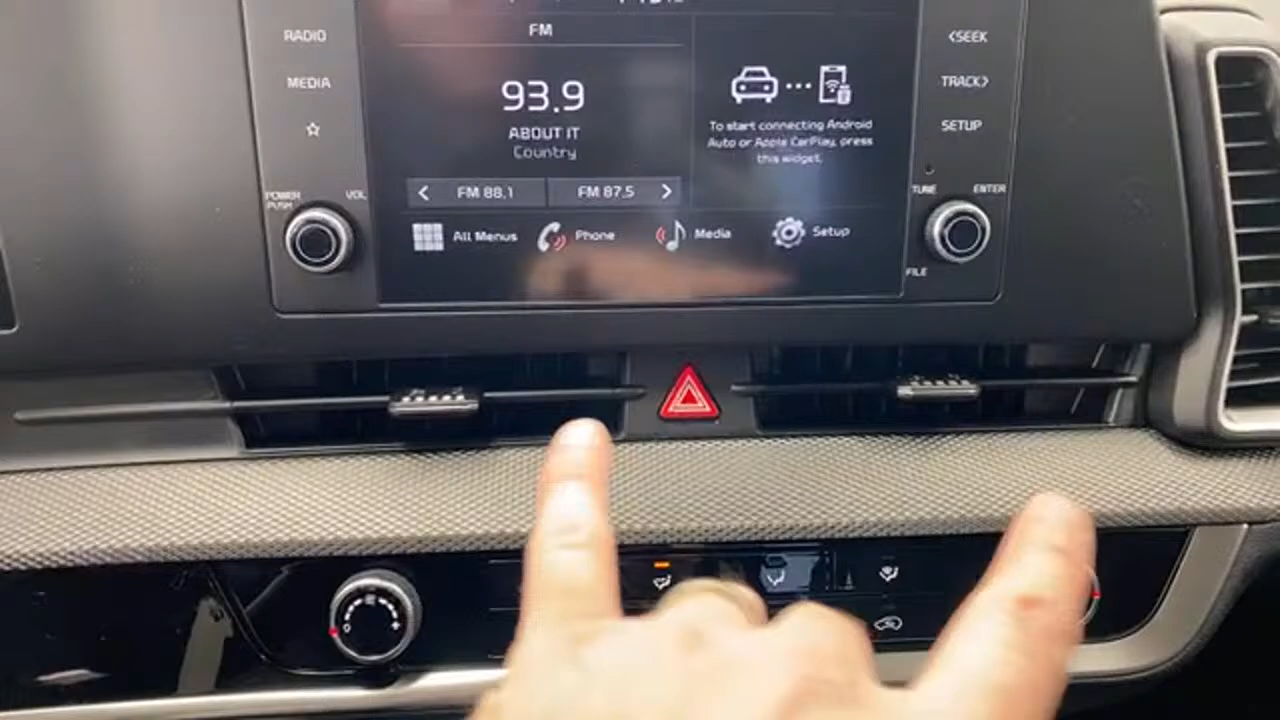 FM
RADIO
MEDIA
93.9
ABOUT IT
Country
To start connecting Android
Auto or Apple CarPlay, press
this widget.
<SEEK
TRACK>
SETUP
FM 88.1
FM 87.5
POWER
PUSH
VOL
TUNE
ENTER
FILE
All Menus
Phone
Media
Setup
0
+